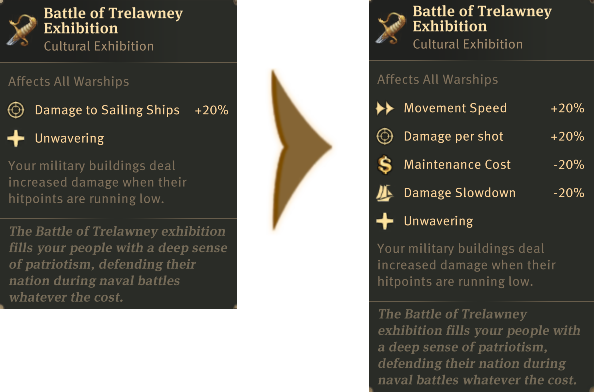 Battle of Trelawney
Exhibition
Cultural Exhibition
Affects All Warships
Damage to Sailing Ships +20%
Unwavering
Your military buildings deal
increased damage when their
hitpoints are running low.
The Battle of Trelawney exhibition
fills your people with a deep sense
of patriotism, defending their
nation during naval battles
whatever the cost.
Battle of Trelawney
Exhibition
Cultural Exhibition
Affects All Warships
Movement Speed +20%
Damage per shot +20%
Maintenance Cost -20%
Damage Slowdown -20%
Unwavering
Your military buildings deal
increased damage when their
hitpoints are running low.
The Battle of Trelawney
exhibition fills your people with
a deep sense of patriotism,
defending their nation during
naval battles whatever the cost.